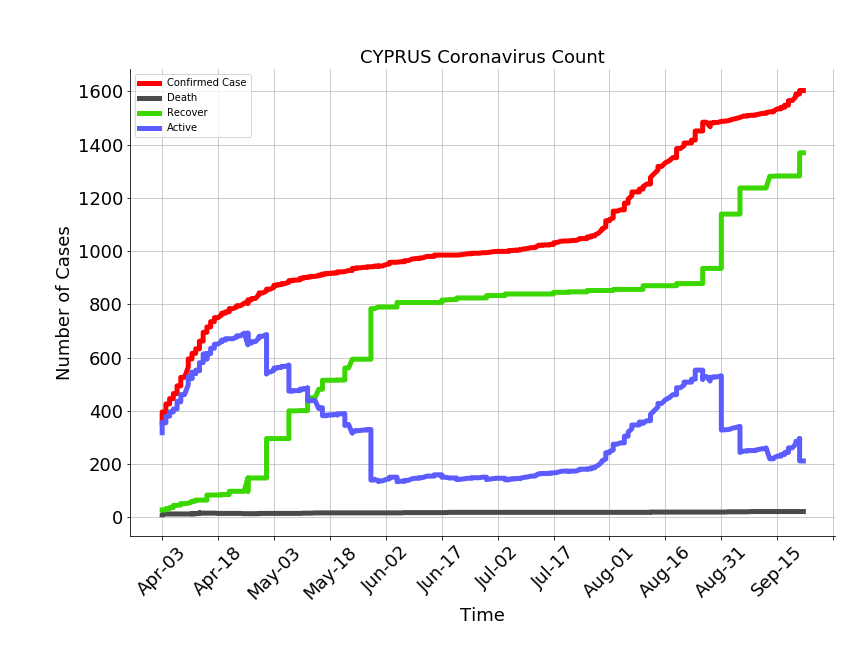 CYPRUS Coronavirus Count
Confirmed Case
Death
Recover
Active
Number of Cases
1600
1400
1200
1000
800
600
400
200
0
Apr-03
Apr-18
May-03
May-18
Jun-02
Jun-17
Jul-02
Jul-17
Aug-01
Aug-16
Aug-31
Sep-15
Time